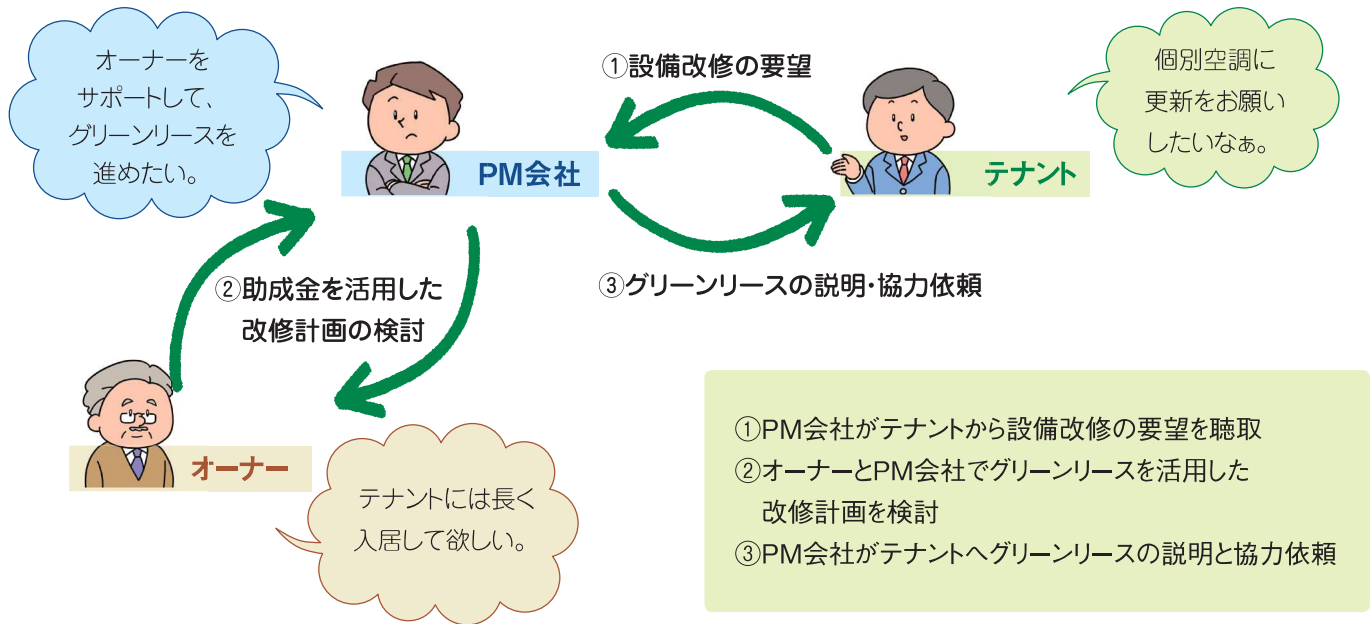 オーナーを
サポートして、
グリーンリースを
進めたい。
PM会社
①設備改修の要望
テナント
個別空調に
更新をお願い
したいなぁ。
②助成金を活用した
改修計画の検討
③グリーンリースの説明・協力依頼
オーナー
テナントには長く
入居して欲しい。
①PM会社がテナントから設備改修の要望を聴取
②オーナーとPM会社でグリーンリースを活用した
改修計画を検討
③PM会社がテナントへグリーンリースの説明と協力依頼